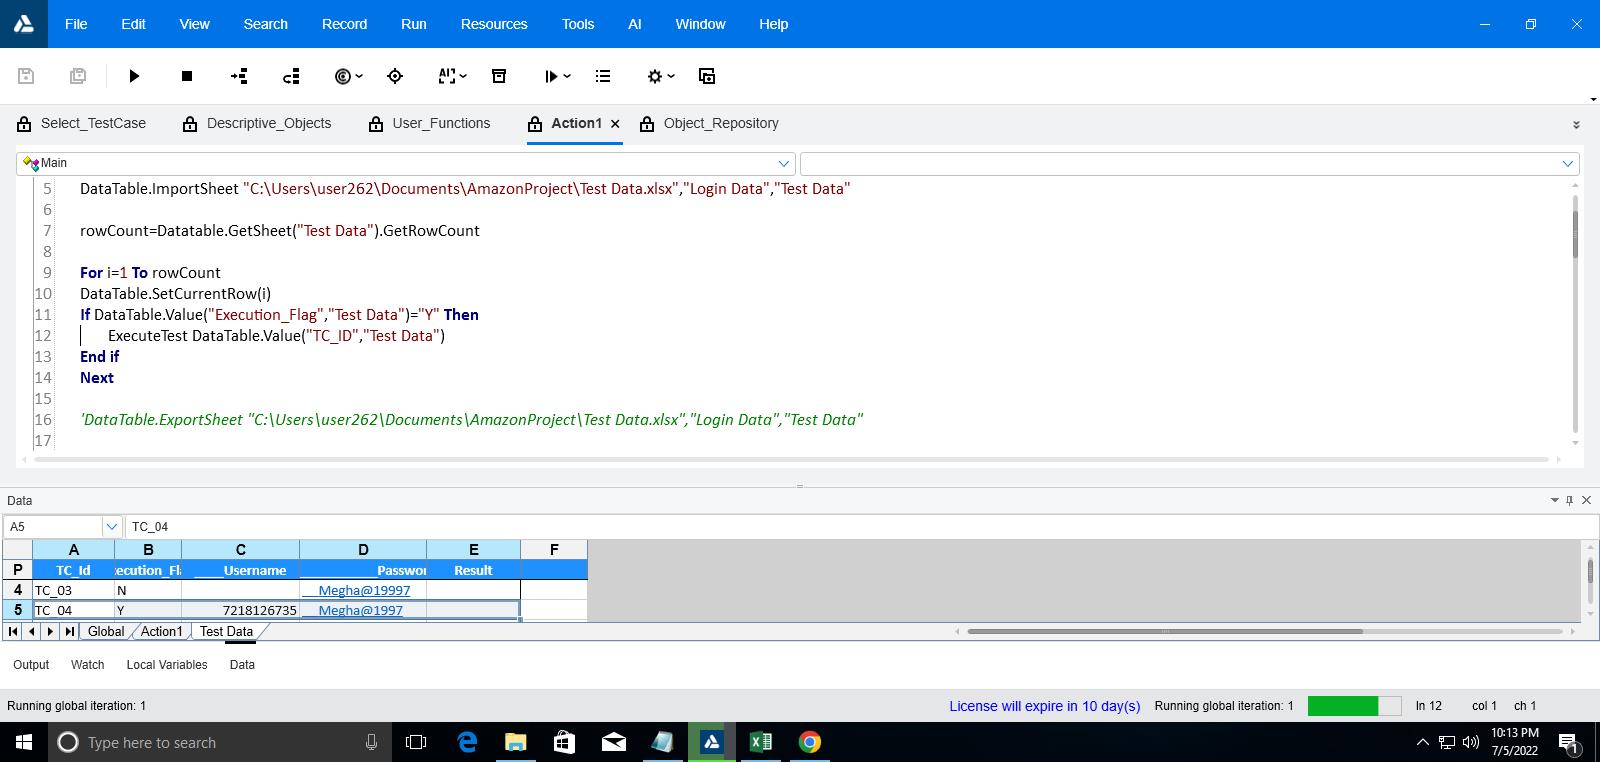 File Edit View Search Record Run Resources Tools AI Window Help
AI
Select_TestCase Descriptive_Objects User_Functions Action1 Object_Repository
Main
5 DataTable.ImportSheet "C:\Users\user262\Documents\AmazonProject\Test Data.xlsx","Login Data","Test Data"
6
7 rowCount=Datatable.GetSheet("Test Data").GetRowCount
8
9 For i=1 To rowCount
10 DataTable.SetCurrentRow(i)
11 If DataTable.Value("Execution_Flag","Test Data")="Y" Then
12 ExecuteTest DataTable.Value("TC_ID","Test Data")
13 End if
14 Next
15
16 'DataTable.ExportSheet "C:\Users\user262\Documents\AmazonProject\Test Data.xlsx","Login Data","Test Data"
17
Data
A5 TC_04
A B C D E F
P TC_Id ecution_Fl ____Username __________Passwor Result
4 TC_03 N __Megha@19997
5 TC_04 Y 7218126735 __Megha@1997
Global Action1 Test Data
Output Watch Local Variables Data
Running global iteration: 1 License will expire in 10 day(s) Running global iteration: 1 ln 12 col 1 ch 1
Type here to search 10:13 PM
7/5/2022 1